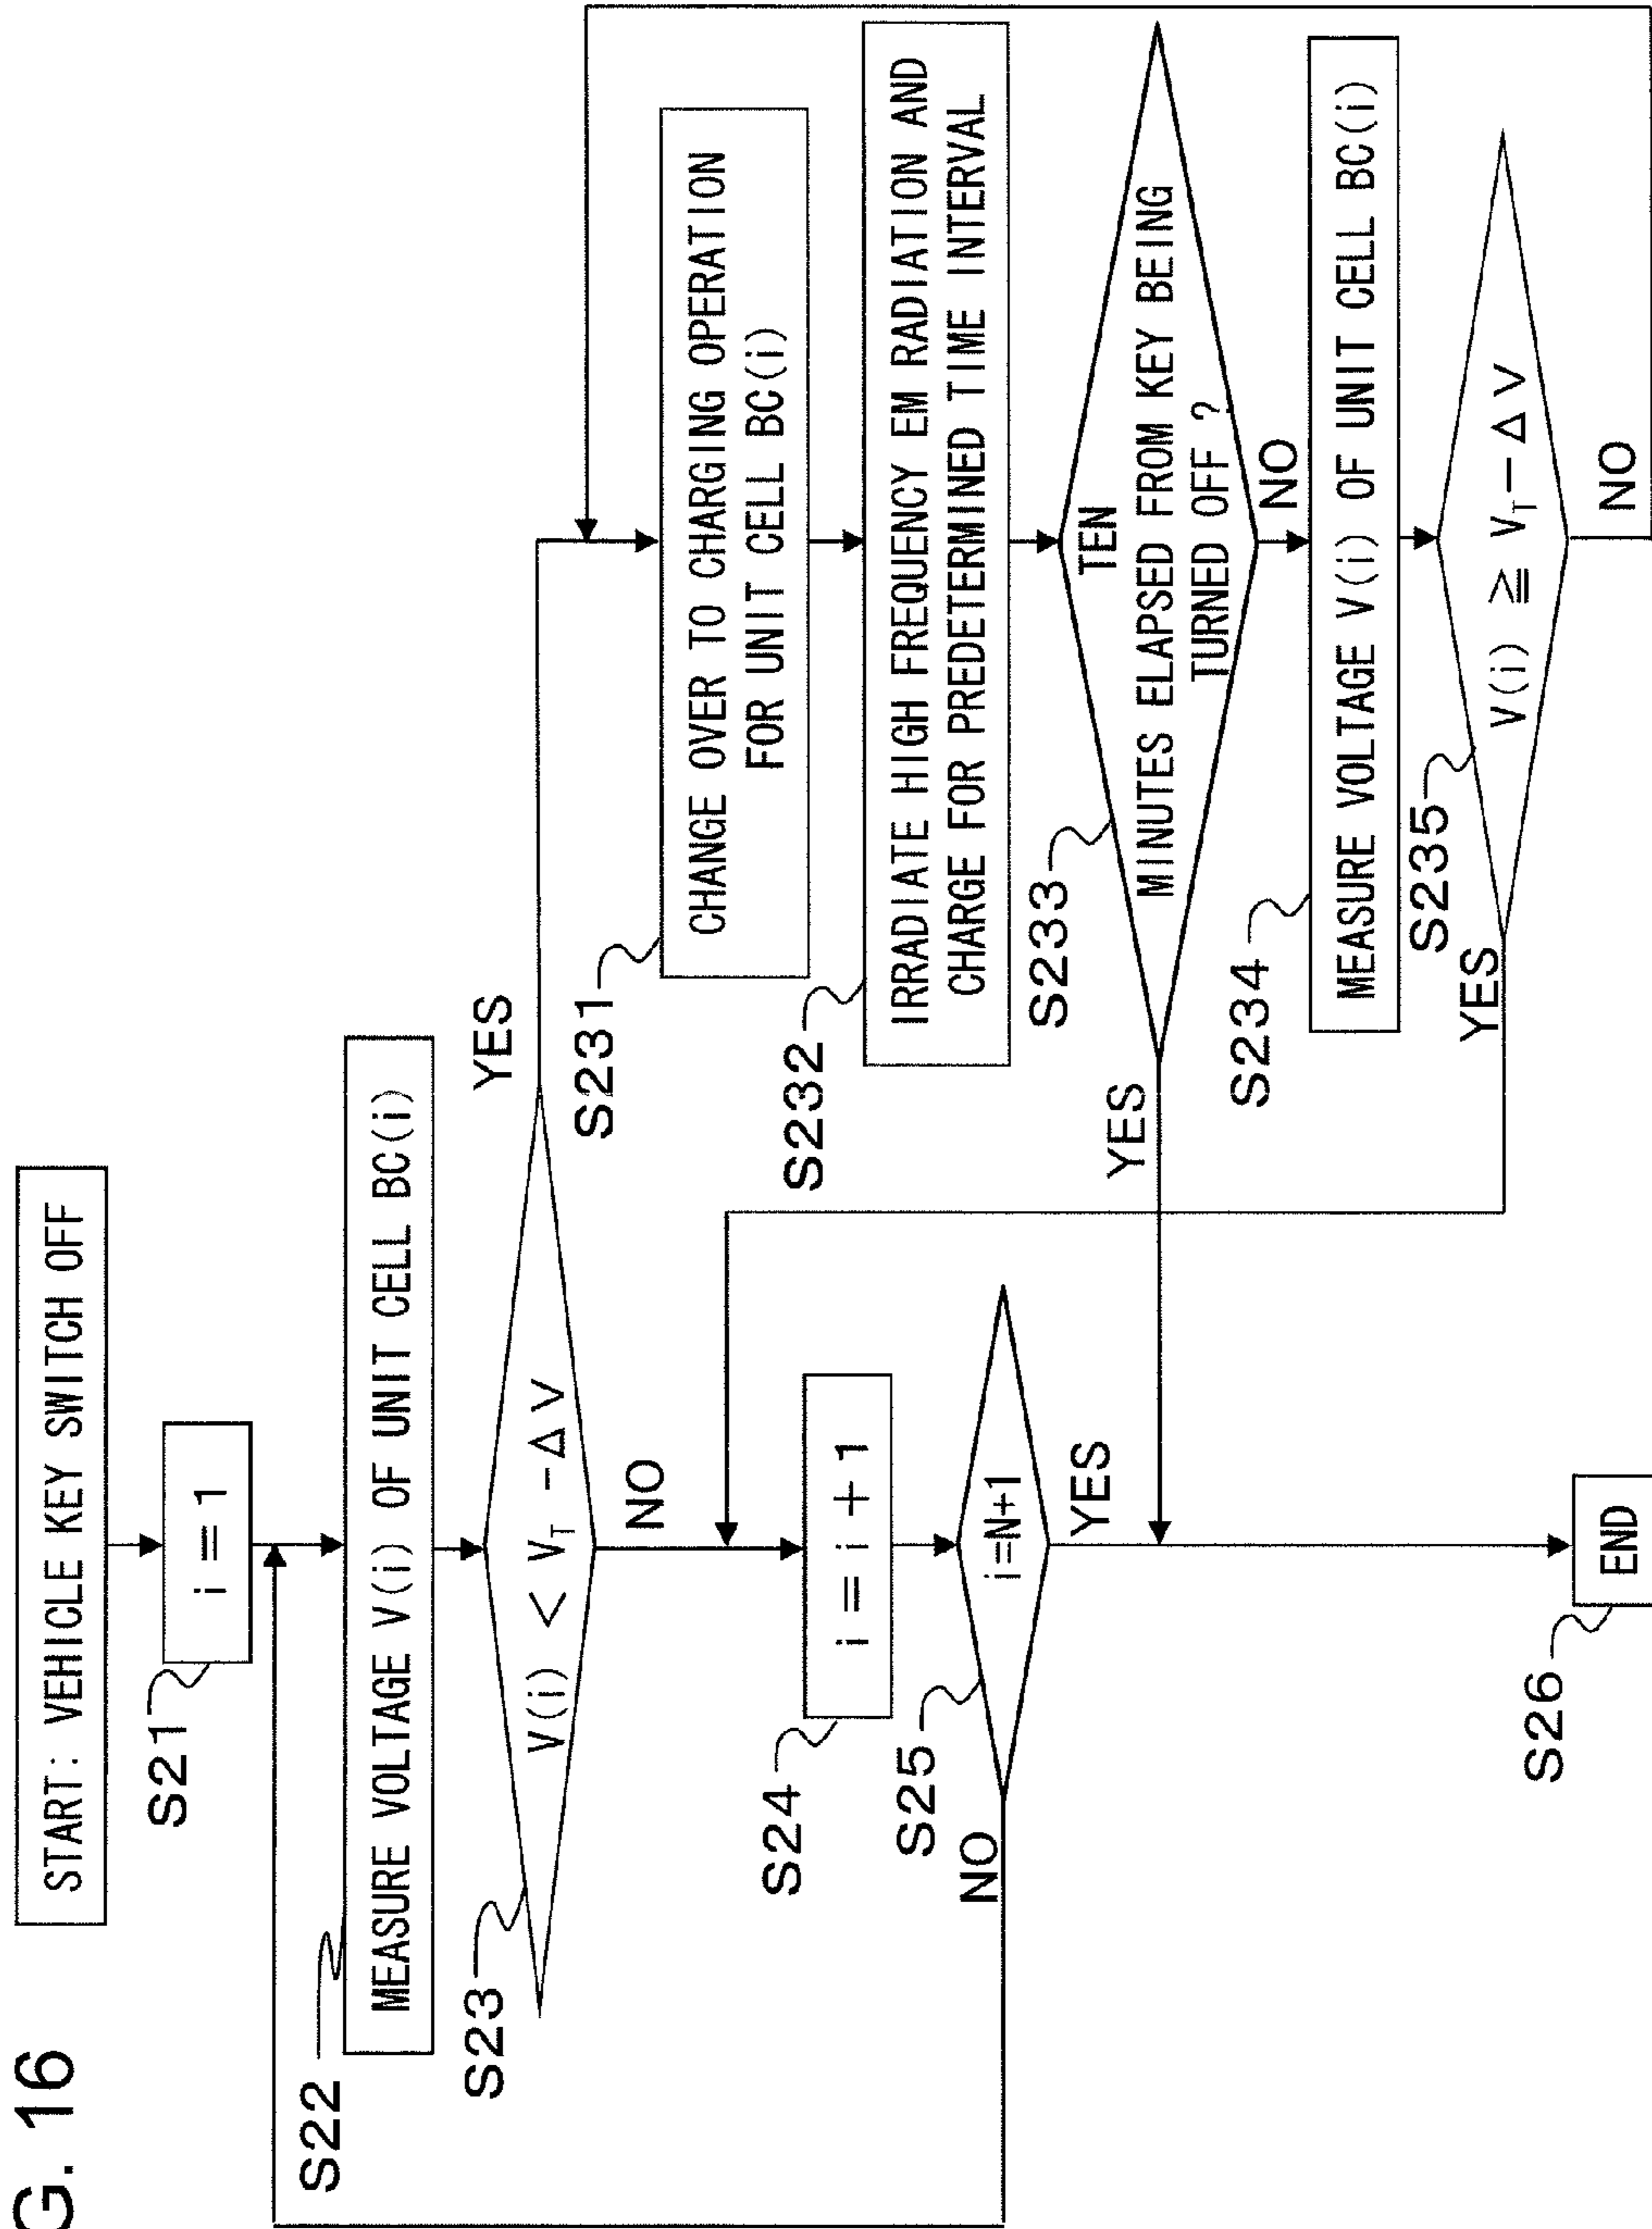 G. 16
START: VEHICLE KEY SWITCH OFF
S21
i = 1
S22
MEASURE VOLTAGE V(i) OF UNIT CELL BC(i)
S23
V(i) < VT - ΔV
YES
NO
S231
CHANGE OVER TO CHARGING OPERATION
FOR UNIT CELL BC(i)
S232
IRRADIATE HIGH FREQUENCY EM RADIATION AND
CHARGE FOR PREDETERMINED TIME INTERVAL
S233
TEN
MINUTES ELAPSED FROM KEY BEING
TURNED OFF ?
YES
NO
S234
MEASURE VOLTAGE V(i) OF UNIT CELL BC(i)
S235
V(i) ≧ VT - ΔV
YES
NO
S24
i = i + 1
S25
i=N+1
NO
YES
S26
END